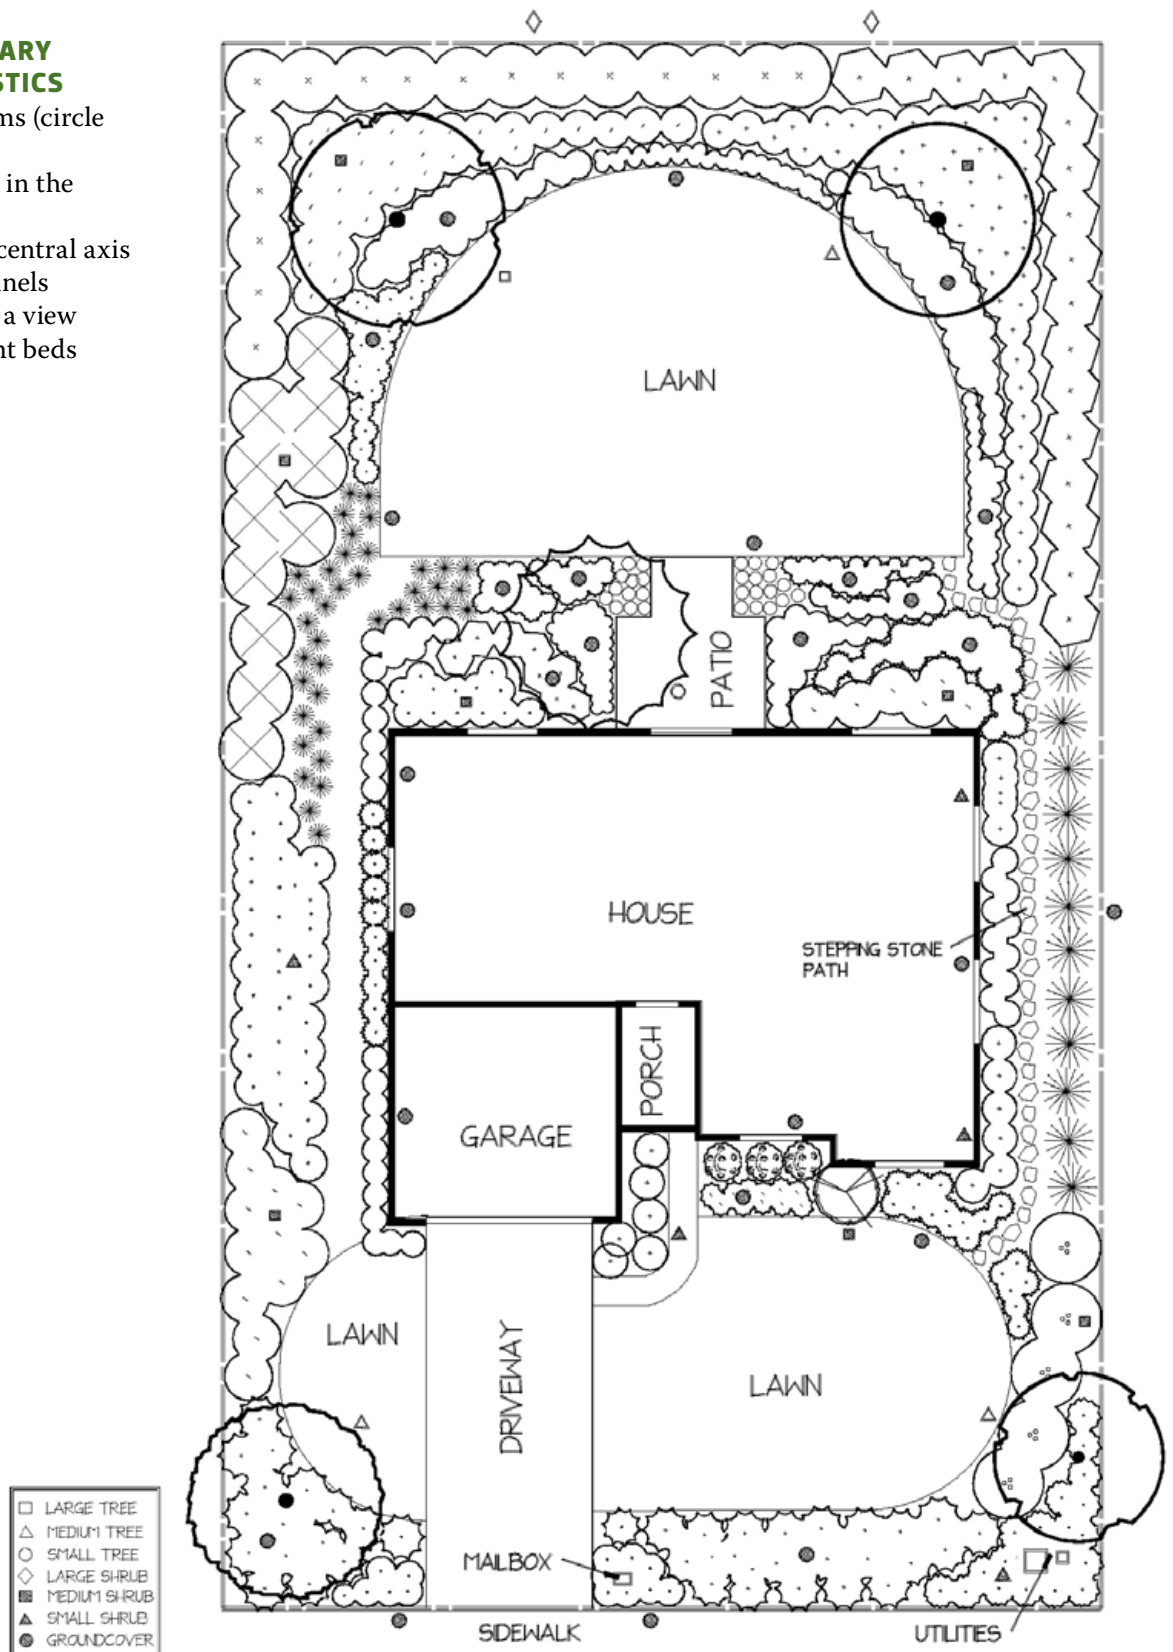 ARY
STICS
ms (circle
in the
central axis
nels
a view
nt beds
LAWN
PATIO
HOUSE
STEPPING STONE
PATH
PORCH
GARAGE
LAWN
DRIVEWAY
LAWN
MAILBOX
SIDEWALK
UTILITIES
LARGE TREE
MEDIUM TREE
SMALL TREE
LARGE SHRUB
MEDIUM SHRUB
SMALL SHRUB
GROUNDCOVER